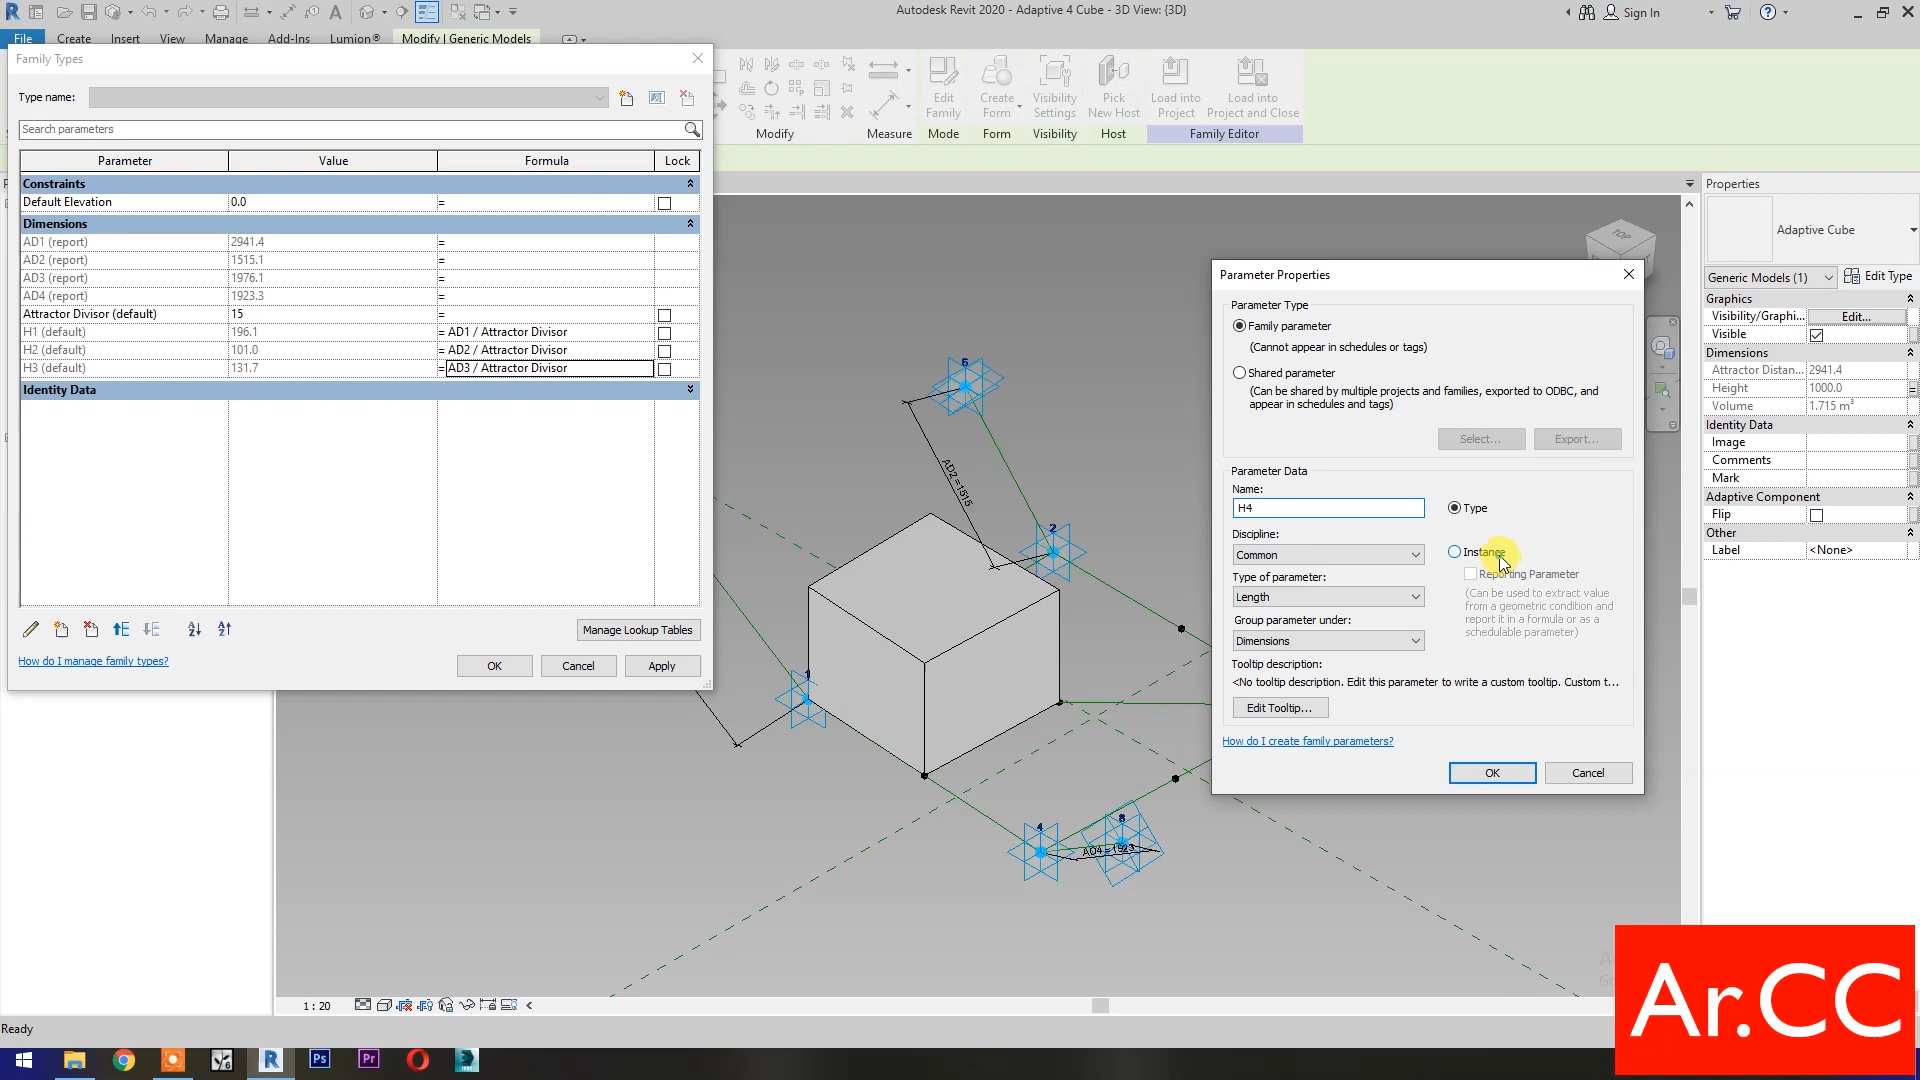 Autodesk Revit 2020 - Adaptive 4 Cube - 3D View: {3D}
Sign In
File Create Insert View Manage Add-Ins Lumion® Modify | Generic Models
Family Types
Type name:
Search parameters
Parameter Value Formula Lock
Constraints
Default Elevation 0.0 =
Dimensions
AD1 (report) 2941.4 =
AD2 (report) 1515.1 =
AD3 (report) 1976.1 =
AD4 (report) 1923.3 =
Attractor Divisor (default) 15 =
H1 (default) 196.1 = AD1 / Attractor Divisor
H2 (default) 101.0 = AD2 / Attractor Divisor
H3 (default) 131.7 = AD3 / Attractor Divisor
Identity Data
Manage Lookup Tables
How do I manage family types?
OK Cancel Apply
Edit Family
Create Form
Visibility Settings
Pick New Host
Load into Project
Load into Project and Close
Modify Measure Mode Form Visibility Host Family Editor
TOP
6
AD2 =1515
2
1
4
8
AD4 =1923
Parameter Properties
Parameter Type
Family parameter
(Cannot appear in schedules or tags)
Shared parameter
(Can be shared by multiple projects and families, exported to ODBC, and
appear in schedules and tags)
Select... Export...
Parameter Data
Name:
H4
Type
Discipline:
Common
Instance
Reporting Parameter
Type of parameter:
Length
(Can be used to extract value
from a geometric condition and
report it in a formula or as a
schedulable parameter)
Group parameter under:
Dimensions
Tooltip description:
<No tooltip description. Edit this parameter to write a custom tooltip. Custom t...
Edit Tooltip...
How do I create family parameters?
OK Cancel
Properties
Adaptive Cube
Generic Models (1) Edit Type
Graphics
Visibility/Graphi... Edit...
Visible
Dimensions
Attractor Distan... 2941.4
Height 1000.0
Volume 1.715 m³
Identity Data
Image
Comments
Mark
Adaptive Component
Flip
Other
Label <None>
1 : 20
Ready
Ar.CC